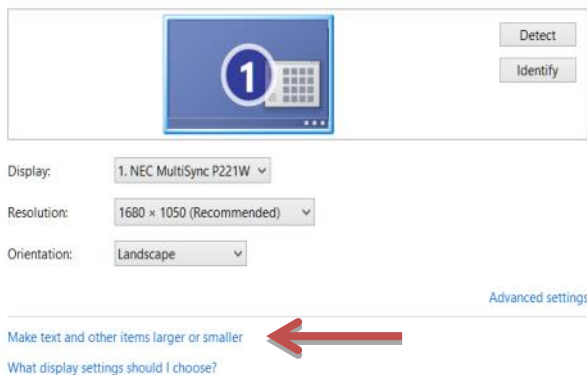 1
Detect
Identify
Display: 1. NEC MultiSync P221W
Resolution: 1680 × 1050 (Recommended)
Orientation: Landscape
Advanced settings
Make text and other items larger or smaller
What display settings should I choose?